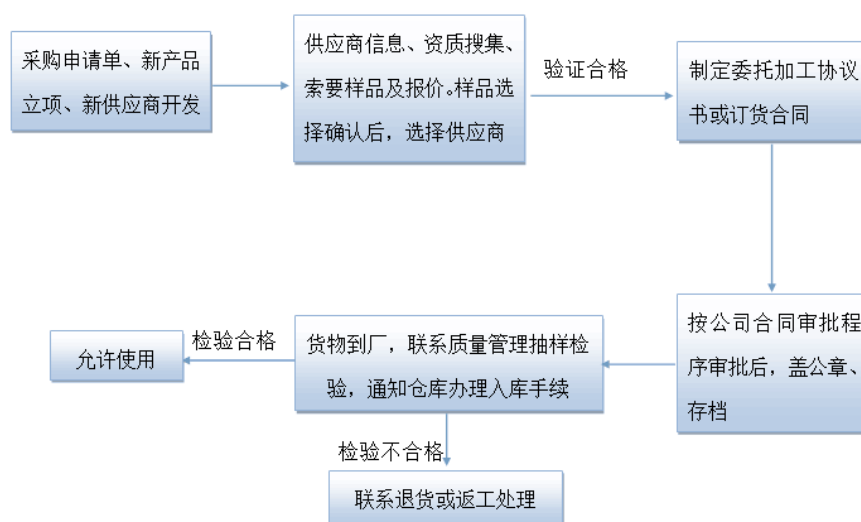 采购申请单、新产品
立项、新供应商开发
供应商信息、资质搜集、
索要样品及报价。样品选
择确认后，选择供应商
验证合格
制定委托加工协议
书或订货合同
按公司合同审批程
序审批后，盖公章、
存档
货物到厂，联系质量管理抽样检
验，通知仓库办理入库手续
检验合格
允许使用
检验不合格
联系退货或返工处理